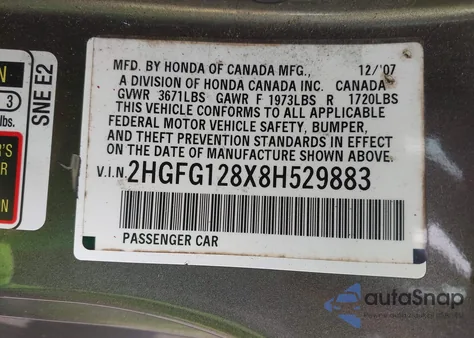 MFD. BY HONDA OF CANADA MFG., 12/'07
A DIVISION OF HONDA CANADA INC. CANADA
GVWR 3671LBS GAWR F 1973LBS R 1720LBS
THIS VEHICLE CONFORMS TO ALL APPLICABLE
FEDERAL MOTOR VEHICLE SAFETY, BUMPER,
AND THEFT PREVENTION STANDARDS IN EFFECT
ON THE DATE OF MANUFACTURE SHOWN ABOVE.
V.I.N. 2HGFG128X8H529883
PASSENGER CAR
SNE E2
N
3
lbs.
R'S
R
autoSnap